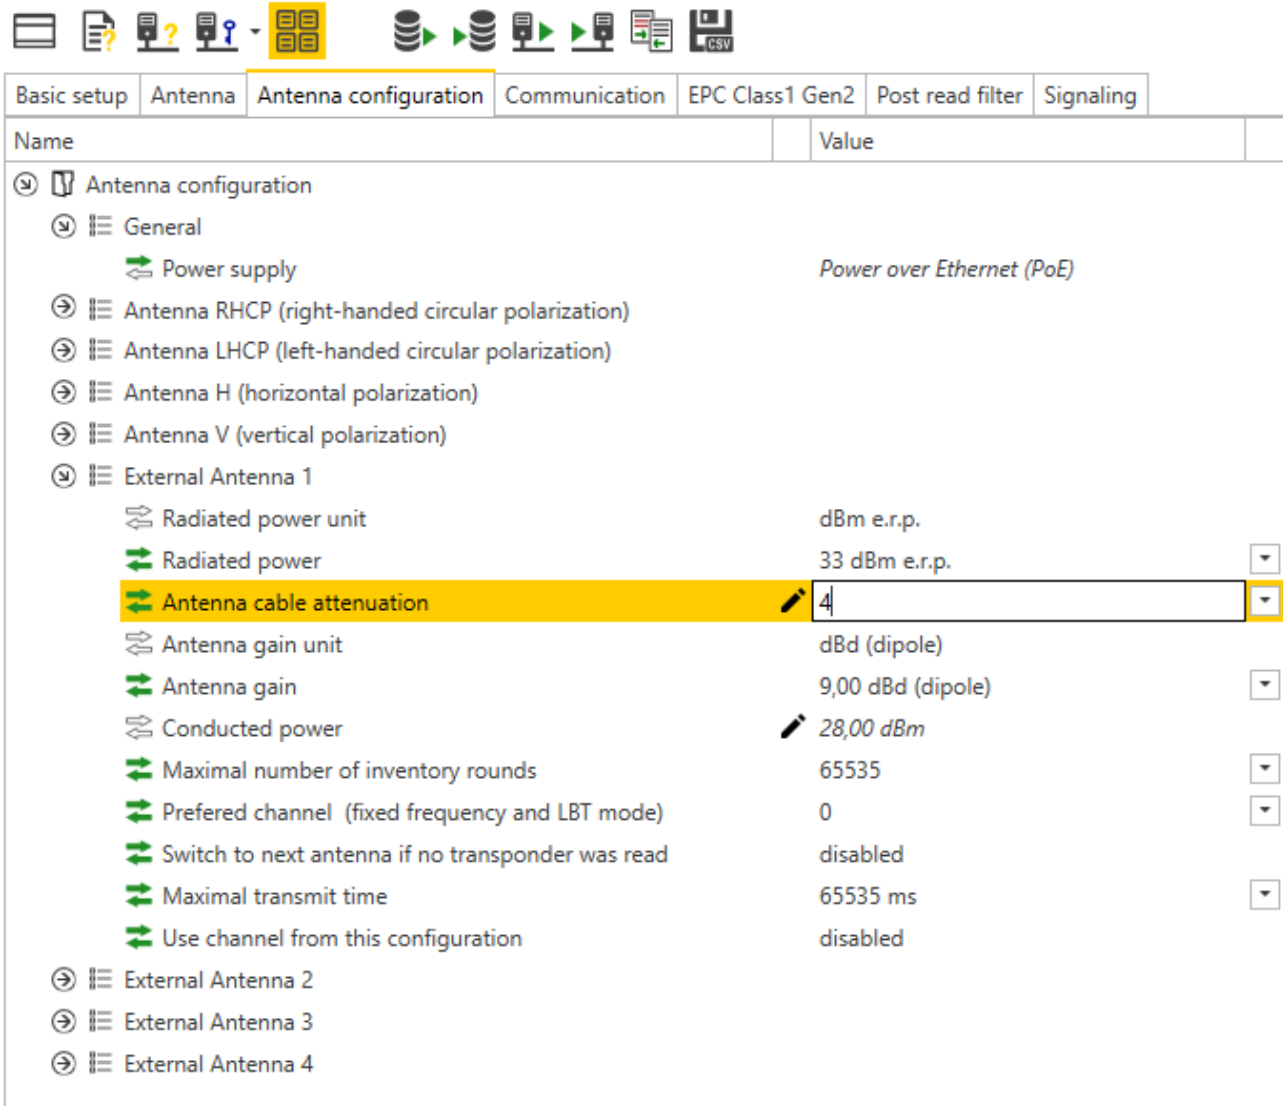 ? ? ? CSV
Basic setup Antenna Antenna configuration Communication EPC Class1 Gen2 Post read filter Signaling
Name Value
Antenna configuration
General
Power supply Power over Ethernet (PoE)
Antenna RHCP (right-handed circular polarization)
Antenna LHCP (left-handed circular polarization)
Antenna H (horizontal polarization)
Antenna V (vertical polarization)
External Antenna 1
Radiated power unit dBm e.r.p.
Radiated power 33 dBm e.r.p.
Antenna cable attenuation 4
Antenna gain unit dBd (dipole)
Antenna gain 9,00 dBd (dipole)
Conducted power 28,00 dBm
Maximal number of inventory rounds 65535
Prefered channel (fixed frequency and LBT mode) 0
Switch to next antenna if no transponder was read disabled
Maximal transmit time 65535 ms
Use channel from this configuration disabled
External Antenna 2
External Antenna 3
External Antenna 4